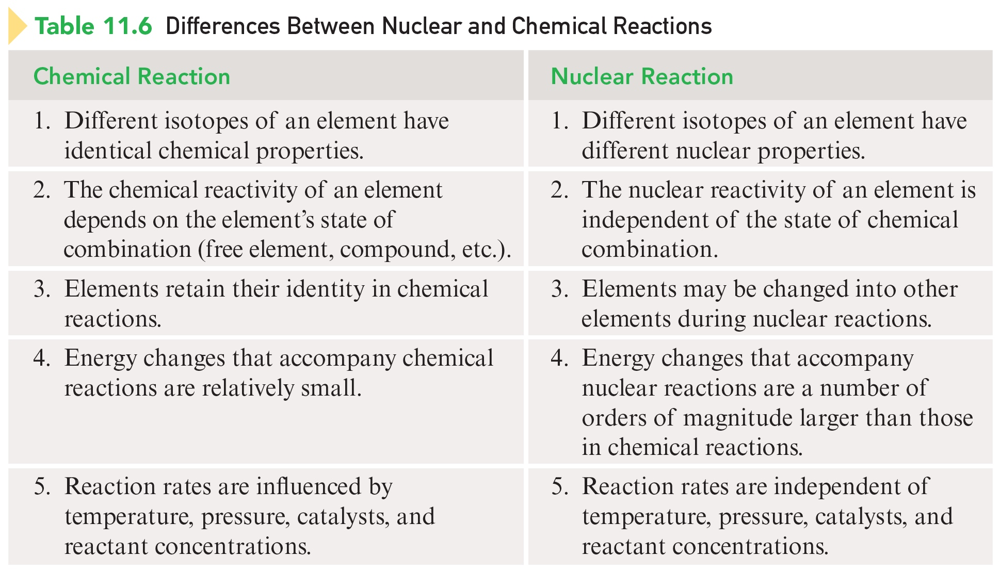 Table 11.6 Differences Between Nuclear and Chemical Reactions
Chemical Reaction
Nuclear Reaction
1. Different isotopes of an element have
identical chemical properties.
1. Different isotopes of an element have
different nuclear properties.
2. The chemical reactivity of an element
depends on the element’s state of
combination (free element, compound, etc.).
2. The nuclear reactivity of an element is
independent of the state of chemical
combination.
3. Elements retain their identity in chemical
reactions.
3. Elements may be changed into other
elements during nuclear reactions.
4. Energy changes that accompany chemical
reactions are relatively small.
4. Energy changes that accompany
nuclear reactions are a number of
orders of magnitude larger than those
in chemical reactions.
5. Reaction rates are influenced by
temperature, pressure, catalysts, and
reactant concentrations.
5. Reaction rates are independent of
temperature, pressure, catalysts, and
reactant concentrations.